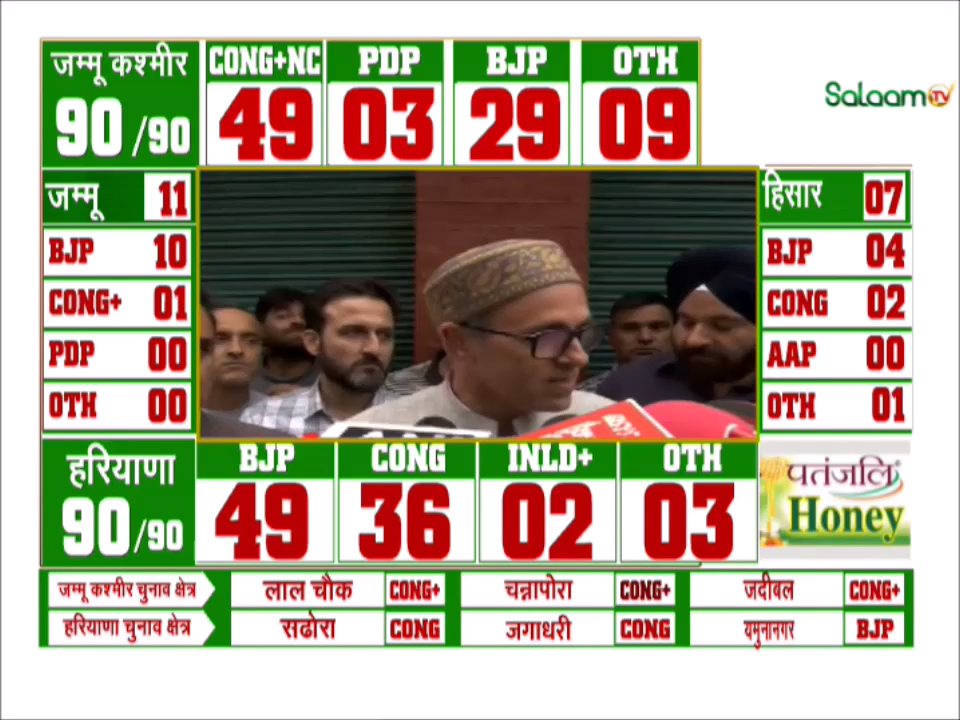 जम्मू कश्मीर CONG+NC PDP BJP OTH
90/90 49 03 29 09
Salaam TV
जम्मू 11
BJP 10
CONG+ 01
PDP 00
OTH 00
हिसार 07
BJP 04
CONG 02
AAP 00
OTH 01
हरियाणा BJP CONG INLD+ OTH
90/90 49 36 02 03
पतंजलि
Honey
जम्मू कश्मीर चुनाव क्षेत्र लाल चौक CONG+ चन्नापोरा CONG+ जदीबल CONG+
हरियाणा चुनाव क्षेत्र सढोरा CONG जगाधरी CONG यमुनानगर BJP